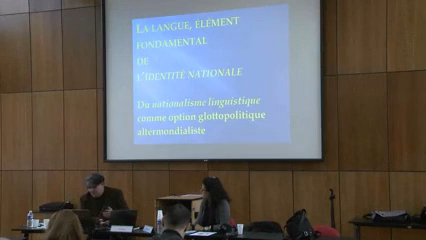 LA LANGUE, ÉLÉMENT
FONDAMENTAL
DE
L'IDENTITÉ NATIONALE
Du nationalisme linguistique
comme option glottopolitique
altermondialiste